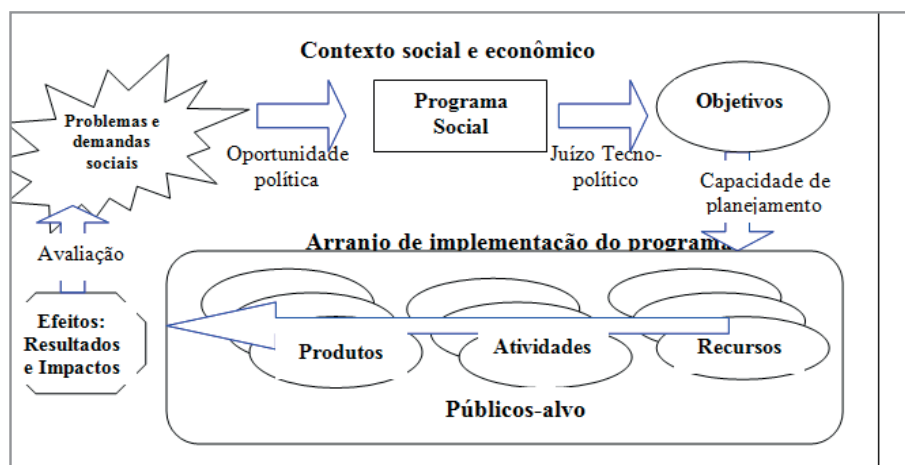 Contexto social e econômico
Problemas e
demandas
sociais
Oportunidade
política
Programa
Social
Juízo Tecno-
político
Objetivos
Capacidade de
planejamento
Arranjo de implementação do programa
Recursos
Atividades
Produtos
Públicos-alvo
Efeitos:
Resultados
e Impactos
Avaliação